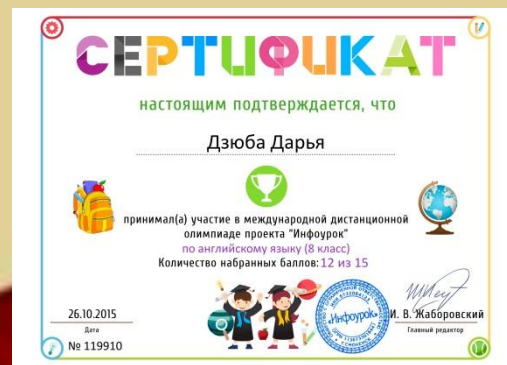 СЕРТИФИКАТ
настоящим подтверждается, что
Дзюба Дарья
принимал(а) участие в международной дистанционной
олимпиаде проекта "Инфоурок"
по английскому языку (8 класс)
Количество набранных баллов: 12 из 15
26.10.2015
Дата
№ 119910
«Инфоурок»
И. В. Жаборовский
Главный редактор